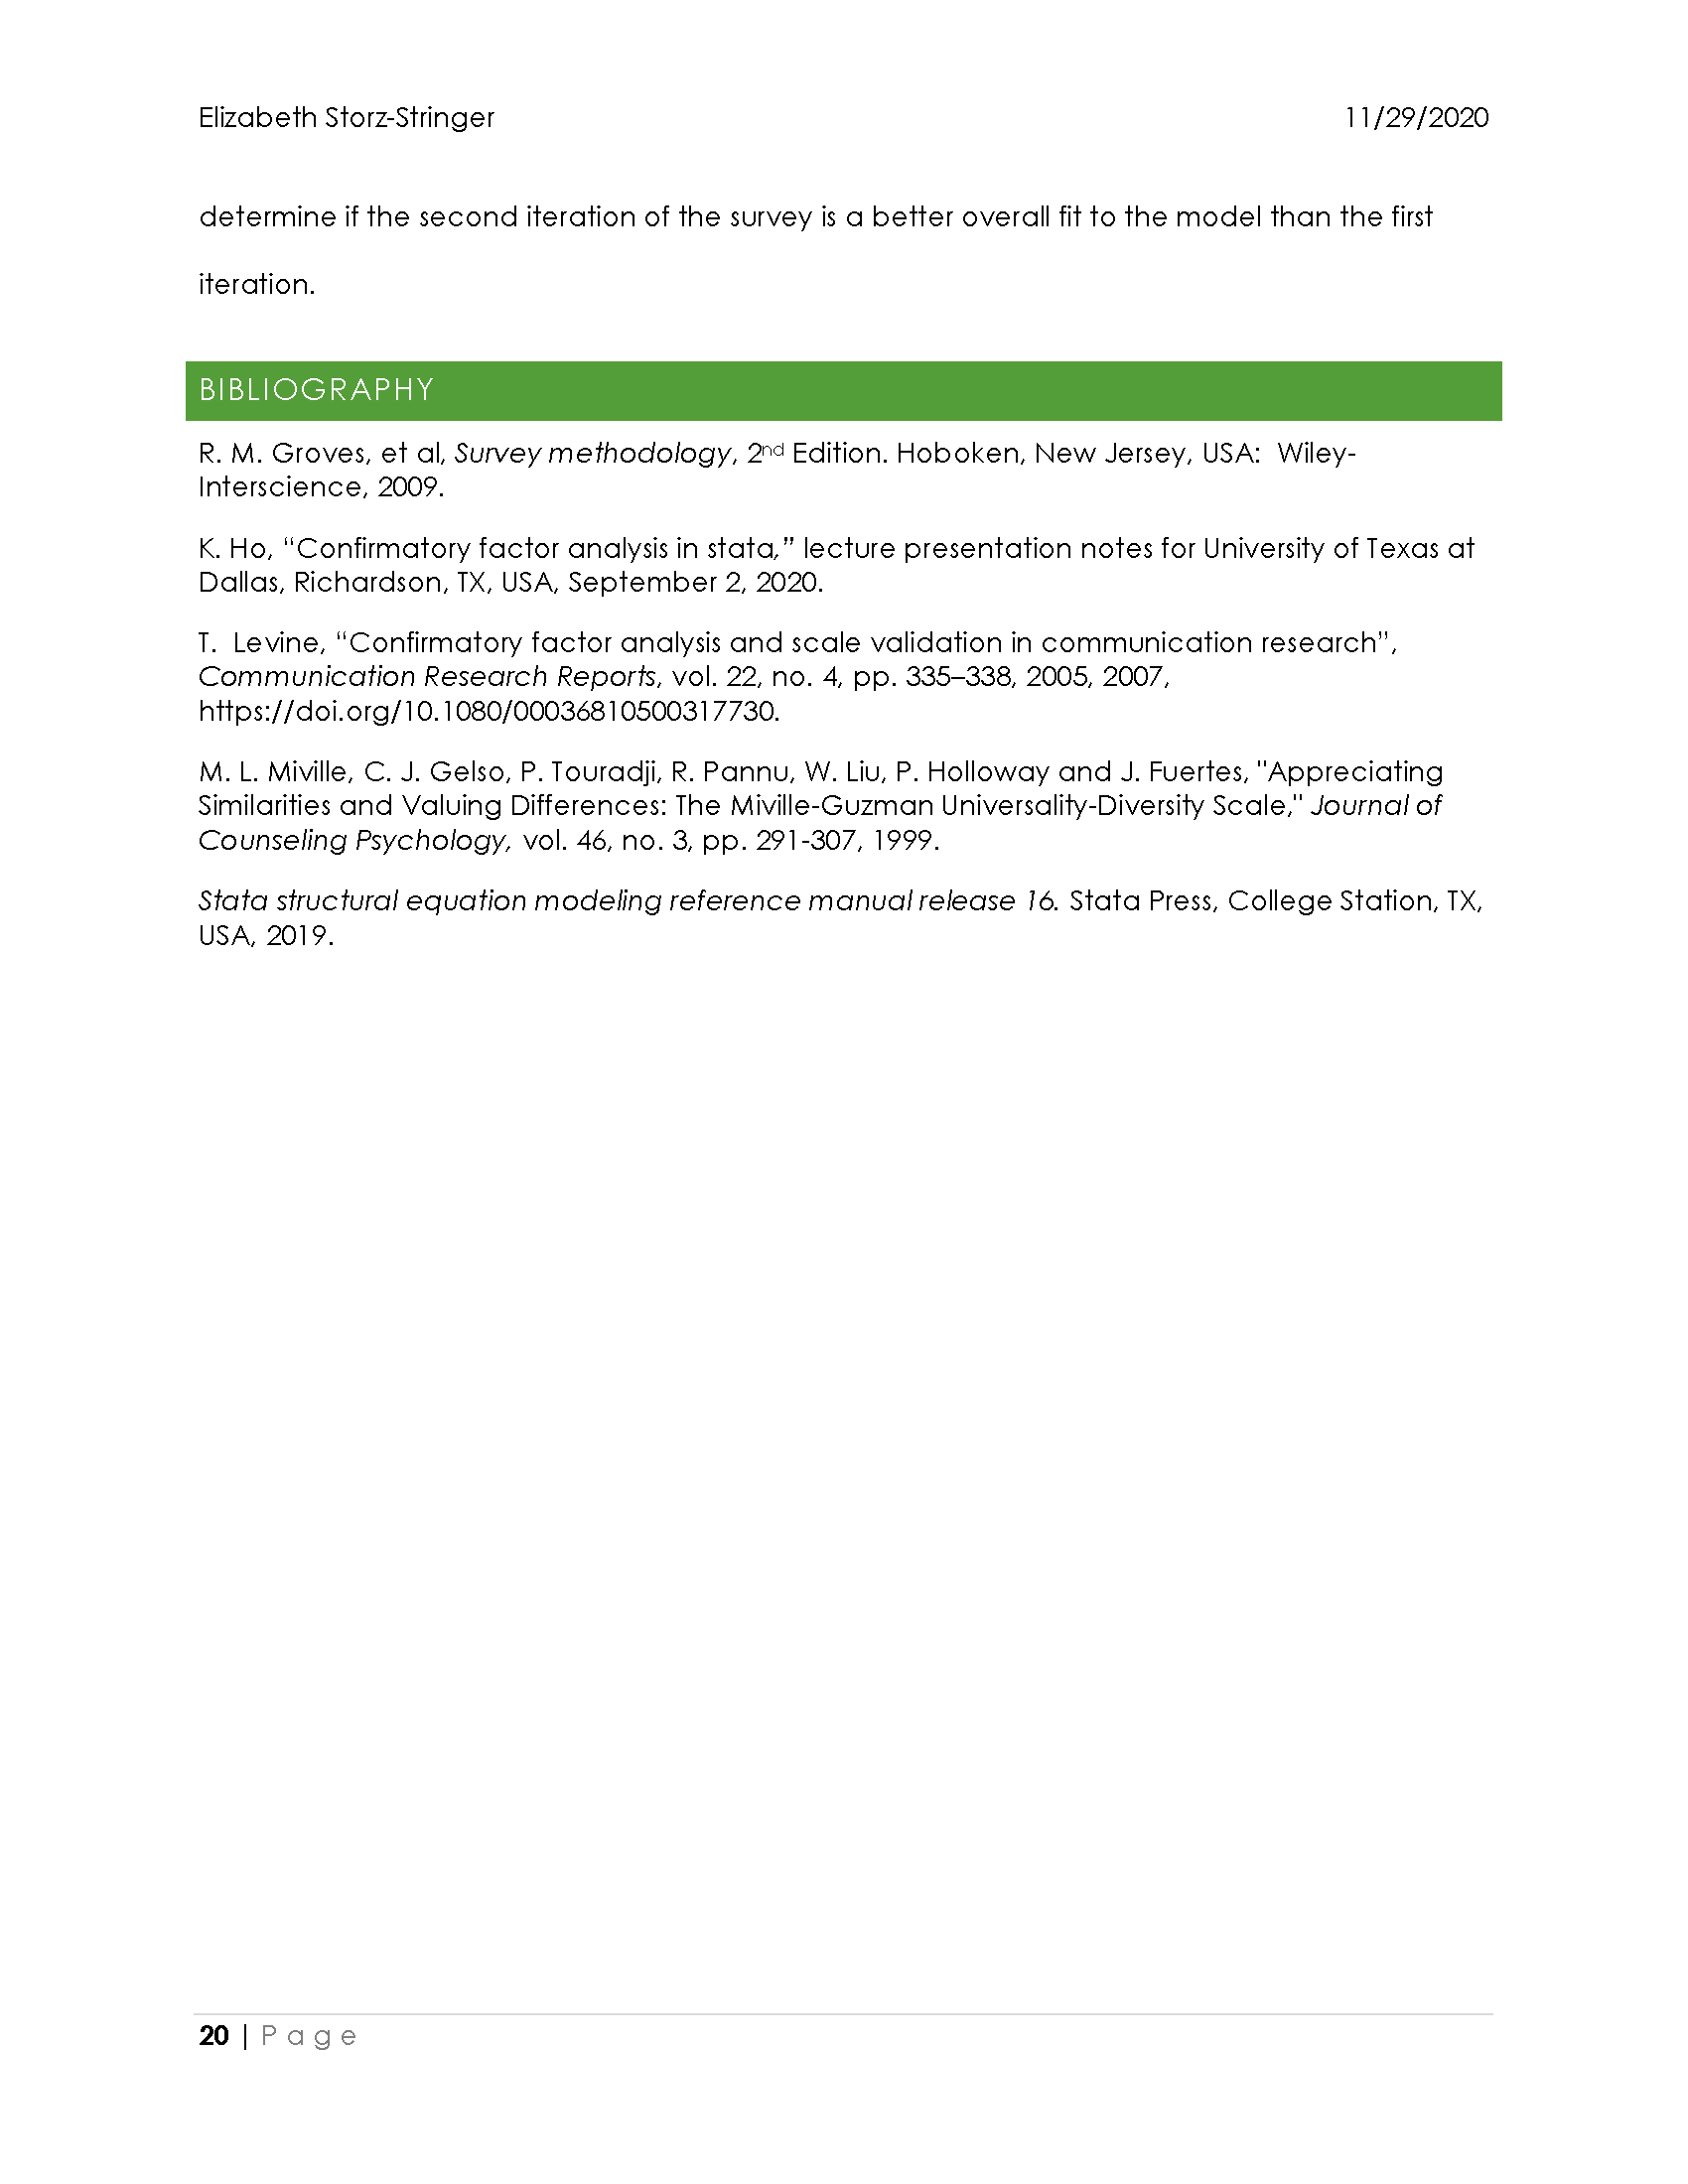 Elizabeth Storz-Stringer 11/29/2020
determine if the second iteration of the survey is a better overall fit to the model than the first
iteration.
BIBLIOGRAPHY
R. M. Groves, et al, Survey methodology, 2nd Edition. Hoboken, New Jersey, USA:  Wiley-
Interscience, 2009.
K. Ho, “Confirmatory factor analysis in stata,” lecture presentation notes for University of Texas at
Dallas, Richardson, TX, USA, September 2, 2020.
T.  Levine, “Confirmatory factor analysis and scale validation in communication research”,
Communication Research Reports, vol. 22, no. 4, pp. 335–338, 2005, 2007,
https://doi.org/10.1080/00036810500317730.
M. L. Miville, C. J. Gelso, P. Touradji, R. Pannu, W. Liu, P. Holloway and J. Fuertes, "Appreciating
Similarities and Valuing Differences: The Miville-Guzman Universality-Diversity Scale," Journal of
Counseling Psychology, vol. 46, no. 3, pp. 291-307, 1999.
Stata structural equation modeling reference manual release 16. Stata Press, College Station, TX,
USA, 2019.
20 | Page